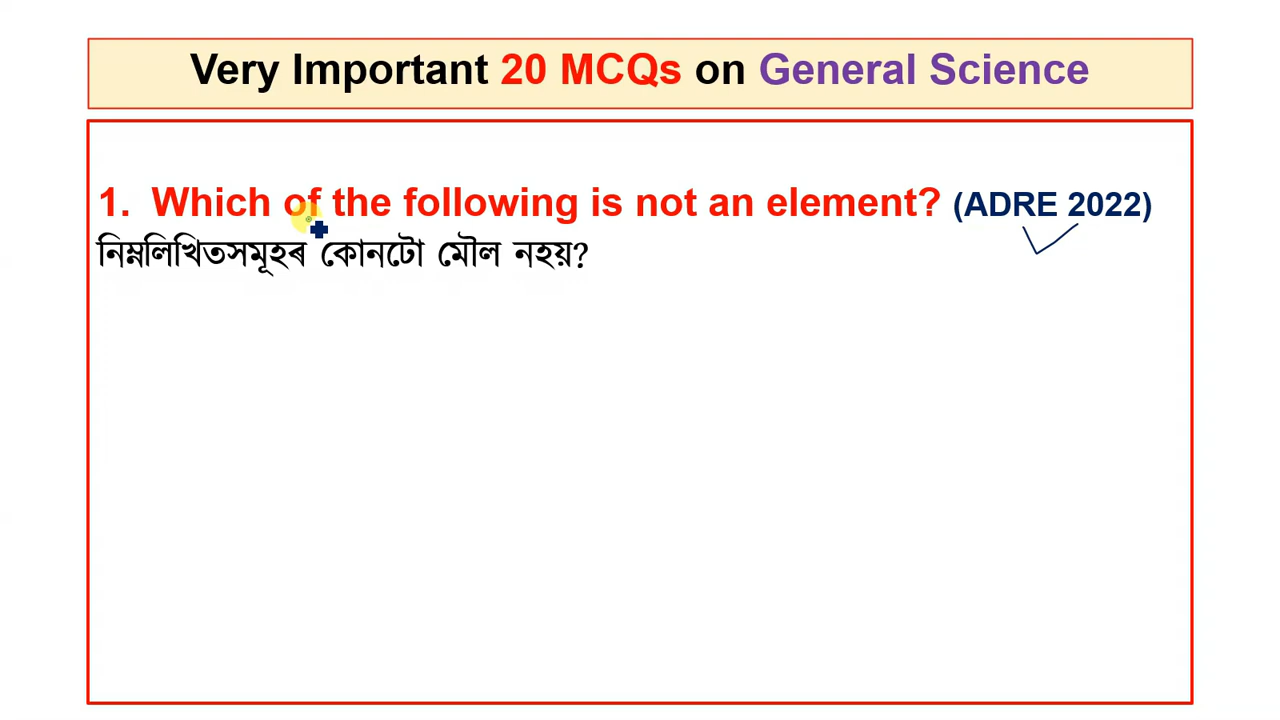 Very Important 20 MCQs on General Science
1. Which of the following is not an element? (ADRE 2022)
নিম্নলিখিতসমূহৰ কোনটো মৌল নহয়?